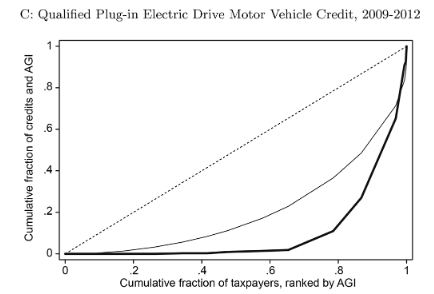 C: Qualified Plug-in Electric Drive Motor Vehicle Credit, 2009-2012
Cumulative fraction of credits and AGI
1
.8
.6
.4
.2
0
0 .2 .4 .6 .8 1
Cumulative fraction of taxpayers, ranked by AGI